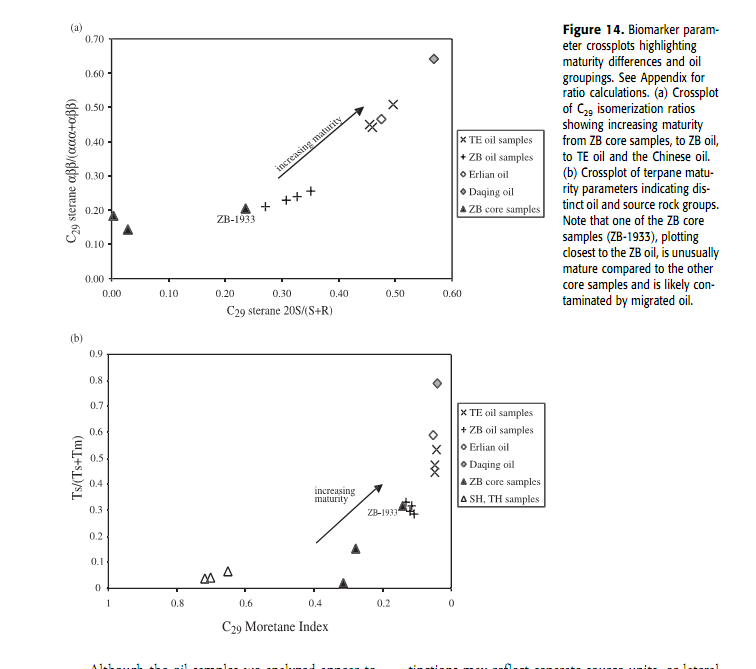 (a)
0.70
0.60
0.50
0.40
0.30
0.20
0.10
0.00
C29 sterane αββ/(ααα+αββ)
increasing maturity
ZB-1933
0.00 0.10 0.20 0.30 0.40 0.50 0.60
C29 sterane 20S/(S+R)
TE oil samples
ZB oil samples
Erlian oil
Daqing oil
ZB core samples
Figure 14. Biomarker param-
eter crossplots highlighting
maturity differences and oil
groupings. See Appendix for
ratio calculations. (a) Crossplot
of C29 isomerization ratios
showing increasing maturity
from ZB core samples, to ZB oil,
to TE oil and the Chinese oil.
(b) Crossplot of terpane matu-
rity parameters indicating dis-
tinct oil and source rock groups.
Note that one of the ZB core
samples (ZB-1933), plotting
closest to the ZB oil, is unusually
mature compared to the other
core samples and is likely con-
taminated by migrated oil.
(b)
0.9
0.8
0.7
0.6
0.5
0.4
0.3
0.2
0.1
0
Ts/(Ts+Tm)
increasing
maturity
ZB-1933
1 0.8 0.6 0.4 0.2 0
C29 Moretane Index
TE oil samples
ZB oil samples
Erlian oil
Daqing oil
ZB core samples
SH, TH samples